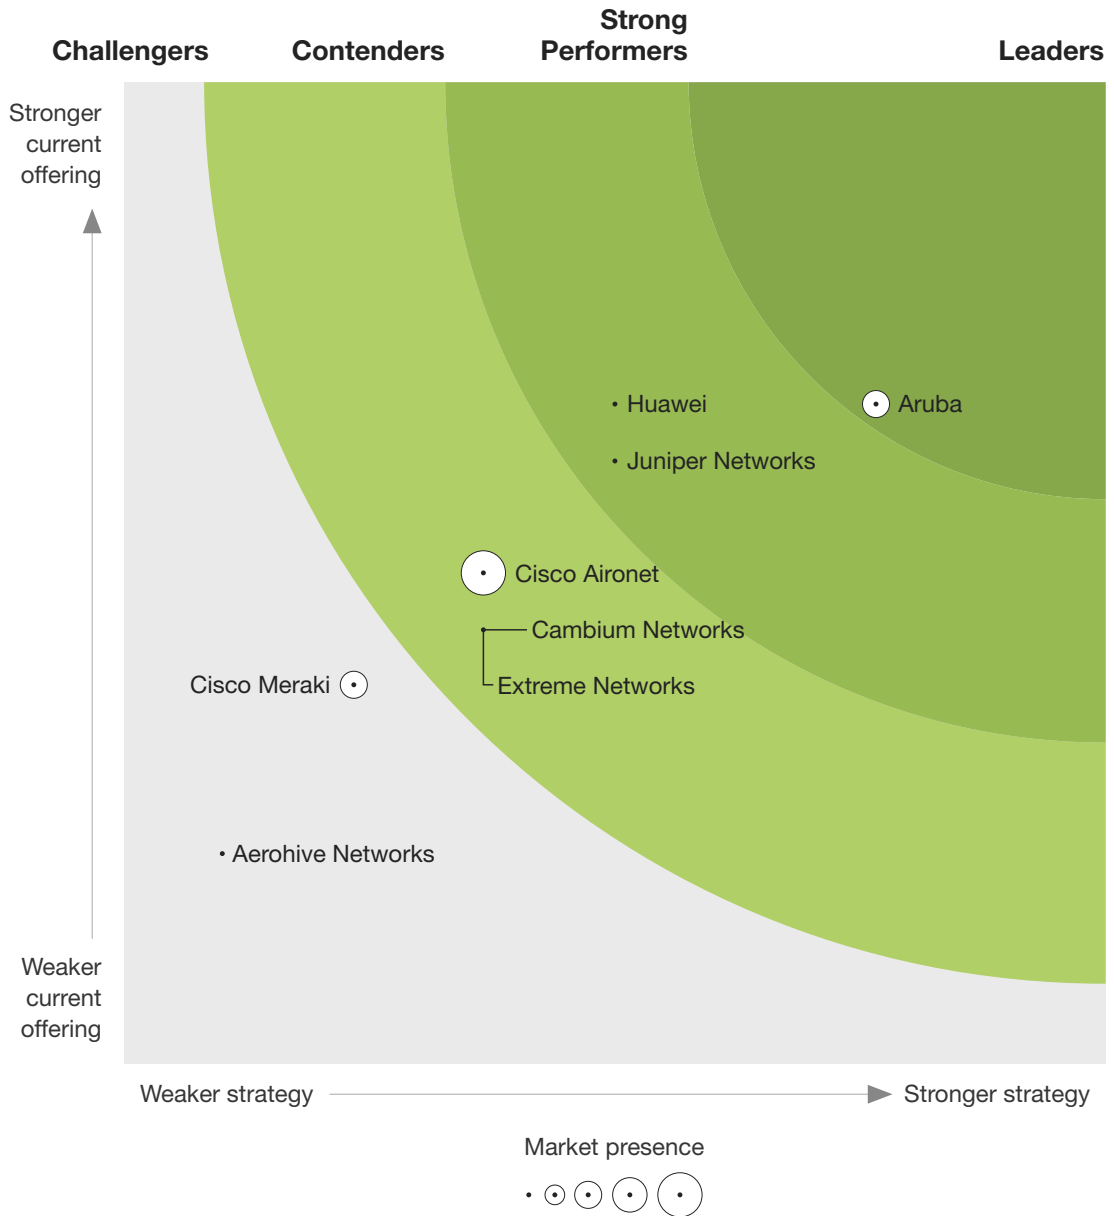 Challengers
Contenders
Strong
Performers
Leaders
Stronger
current
offering
Huawei
Aruba
Juniper Networks
Cisco Aironet
Cambium Networks
Cisco Meraki
Extreme Networks
Aerohive Networks
Weaker
current
offering
Weaker strategy
Stronger strategy
Market presence